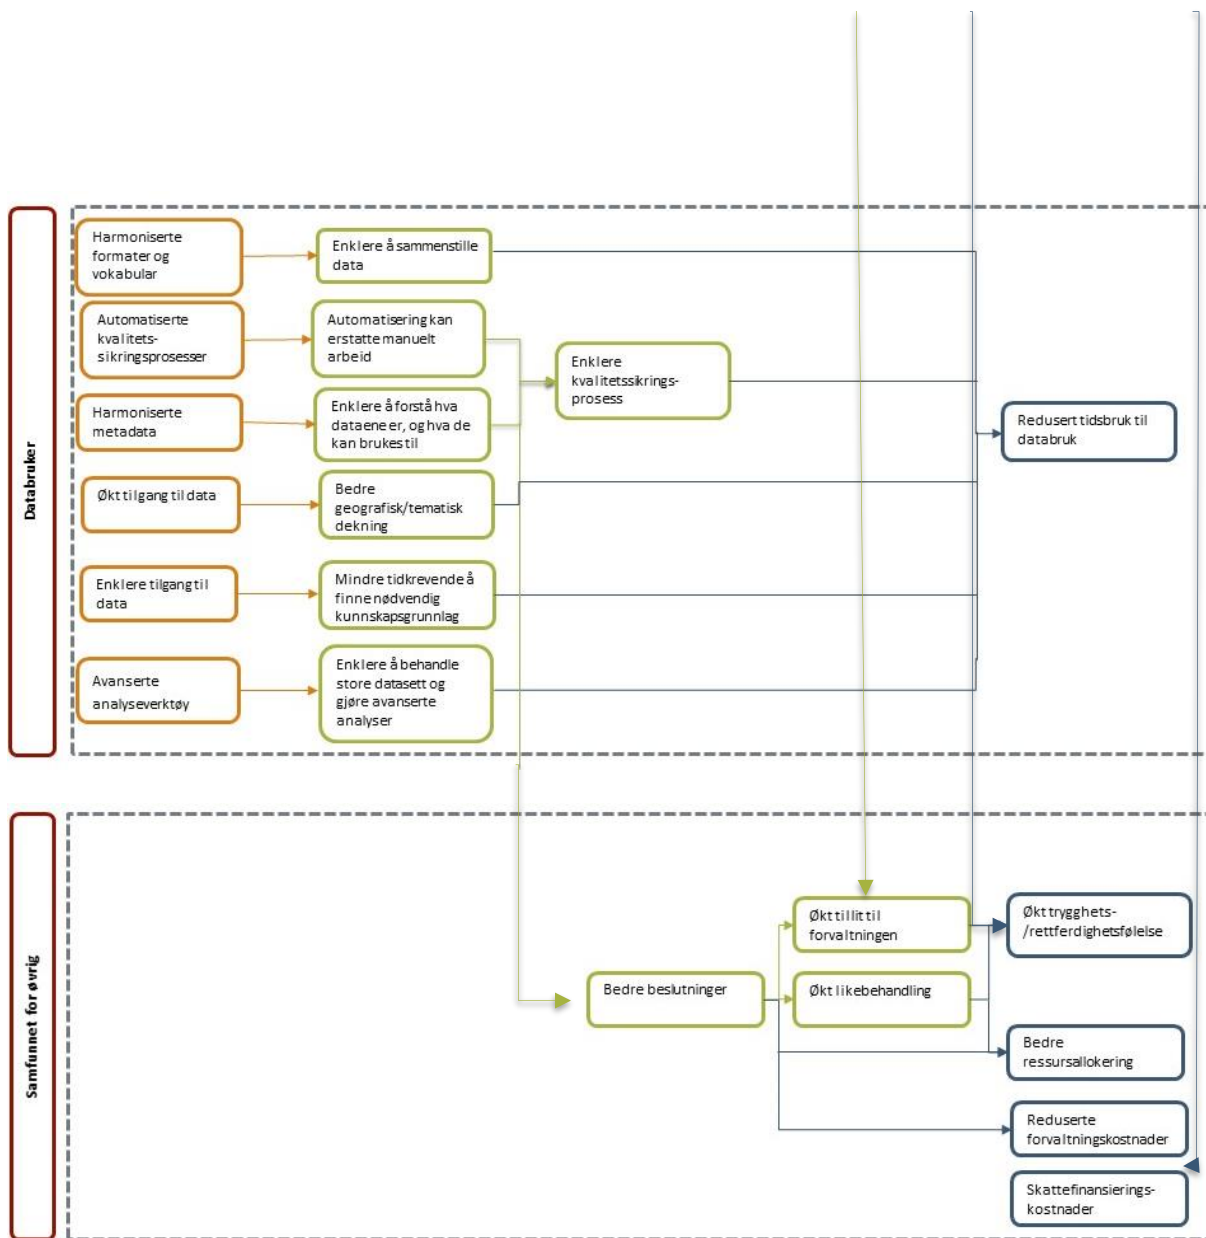 Databruker
Harmoniserte
formater og
vokabular
Enklere å sammenstille
data
Automatiserte
kvalitets-
sikringsprosesser
Automatisering kan
erstatte manuelt
arbeid
Enklere
kvalitetssikrings-
prosess
Harmoniserte
metadata
Enklere å forstå hva
dataene er, og hva de
kan brukes til
Redusert tidsbruk til
databruk
Økt tilgang til data
Bedre
geografisk/tematisk
dekning
Enklere tilgang til
data
Mindre tidkrevende å
finne nødvendig
kunnskapsgrunnlag
Avanserte
analyseverktøy
Enklere å behandle
store datasett og
gjøre avanserte
analyser
Samfunnet for øvrig
Økt tillit til
forvaltningen
Økt trygghets-
/rettferdighetsfølelse
Bedre beslutninger
Økt likebehandling
Bedre
ressursallokering
Reduserte
forvaltningskostnader
Skattefinansierings-
kostnader